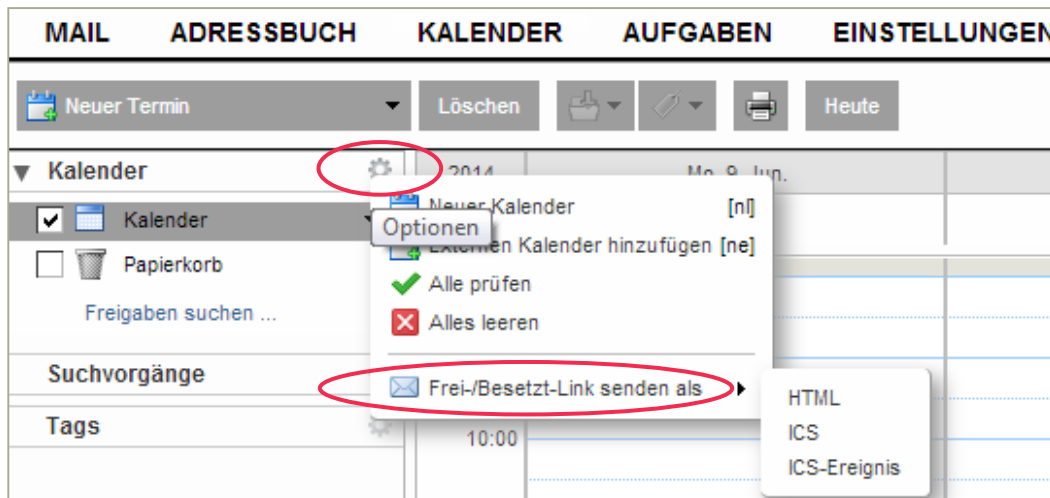 MAIL ADRESSBUCH KALENDER AUFGABEN EINSTELLUNGEN
Neuer Termin Löschen Heute
Kalender 2014 Mo 9. Jun.
Kalender
Papierkorb
Freigaben suchen ...
Suchvorgänge
Tags
Optionen
Neuer Kalender [nl]
Externen Kalender hinzufügen [ne]
Alle prüfen
Alles leeren
Frei-/Besetzt-Link senden als
HTML
ICS
ICS-Ereignis
10:00